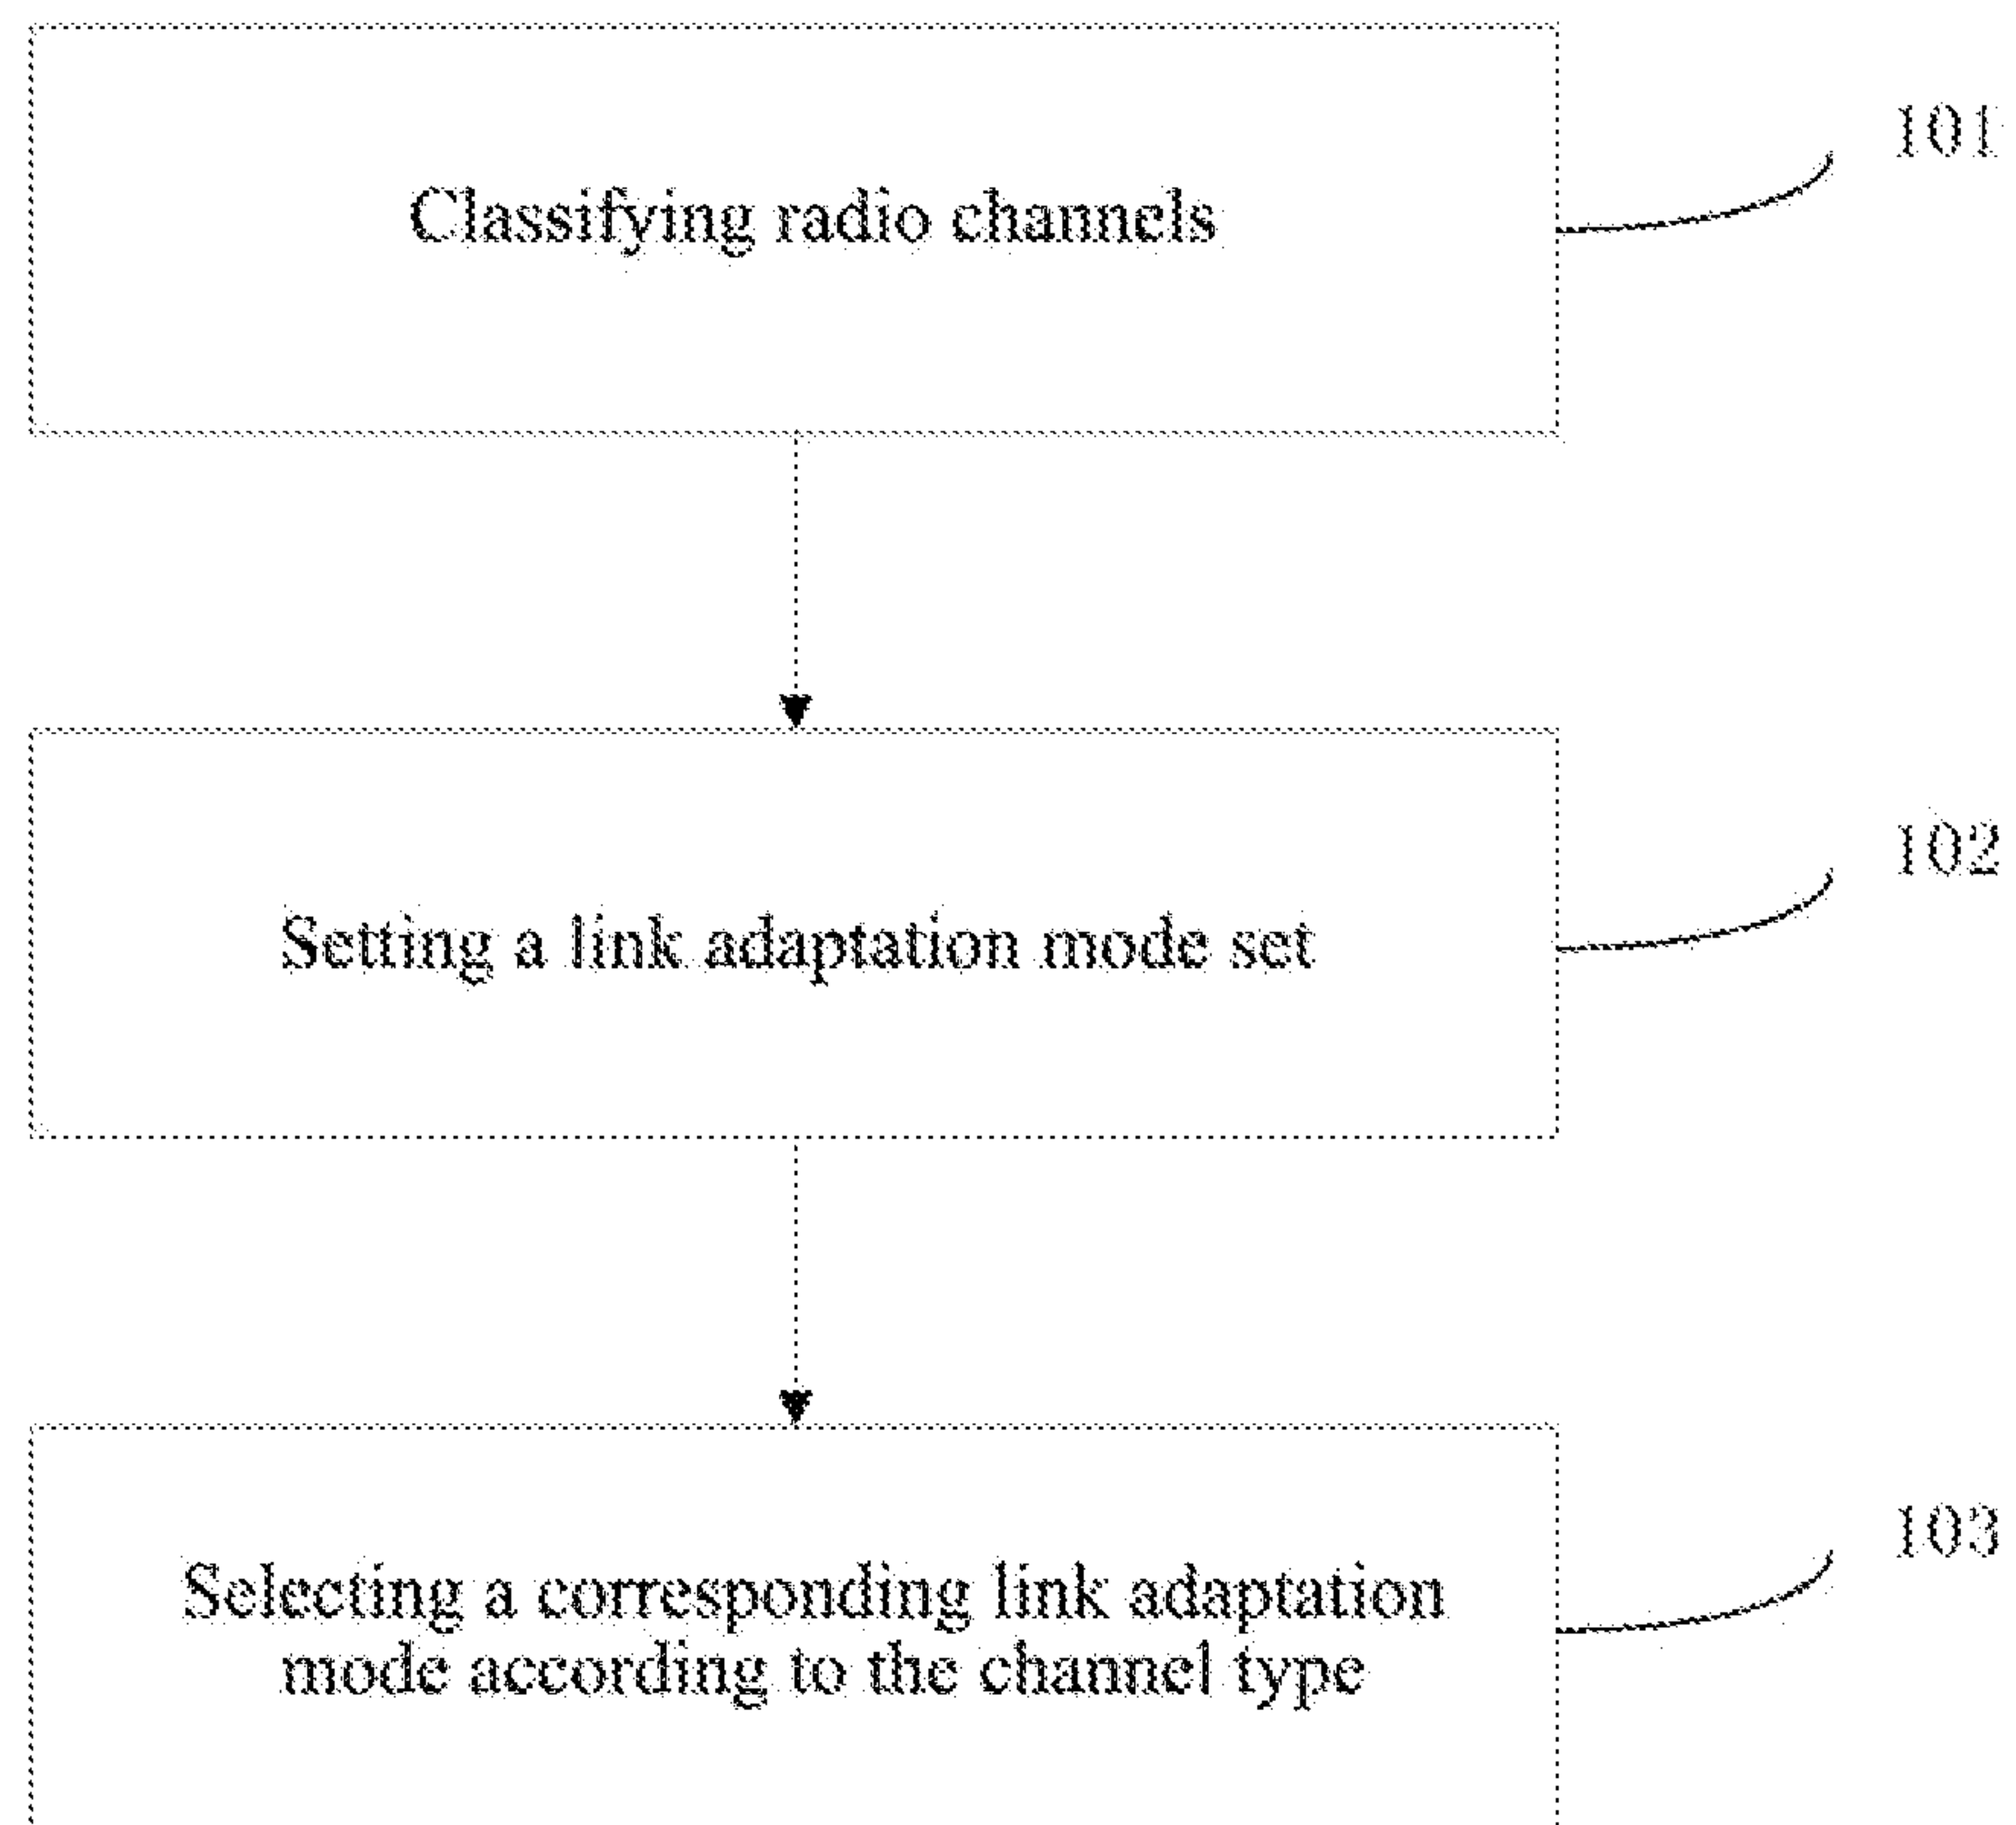 Classifying radio channels
101
Setting a link adaptation mode set
102
Selecting a corresponding link adaptation
mode according to the channel type
103